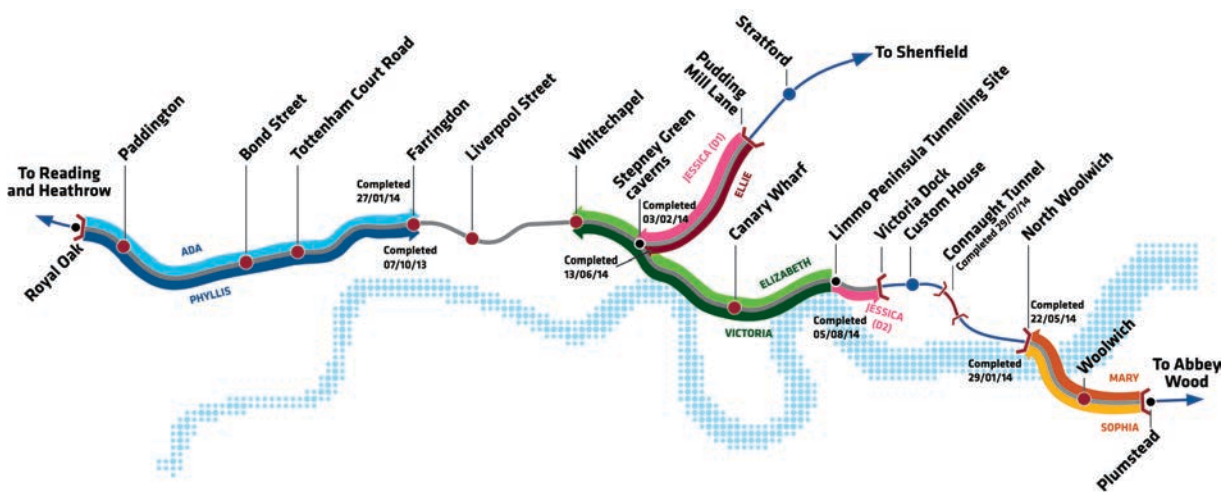 To Reading
and Heathrow
Royal Oak
Paddington
ADA
PHYLLIS
Bond Street
Tottenham Court Road
Completed
27/01/14
Farringdon
Completed
07/10/13
Liverpool Street
Whitechapel
Stepney Green
caverns
Completed
03/02/14
Completed
13/06/14
JESSICA (D1)
ELLIE
Pudding
Mill Lane
Stratford
To Shenfield
Canary Wharf
ELIZABETH
VICTORIA
Limmo Peninsula Tunnelling Site
Completed
05/08/14
JESSICA
(D2)
Victoria Dock
Custom House
Connaught Tunnel
Completed 29/07/14
North Woolwich
Completed
22/05/14
Completed
29/01/14
Woolwich
MARY
SOPHIA
To Abbey
Wood
Plumstead